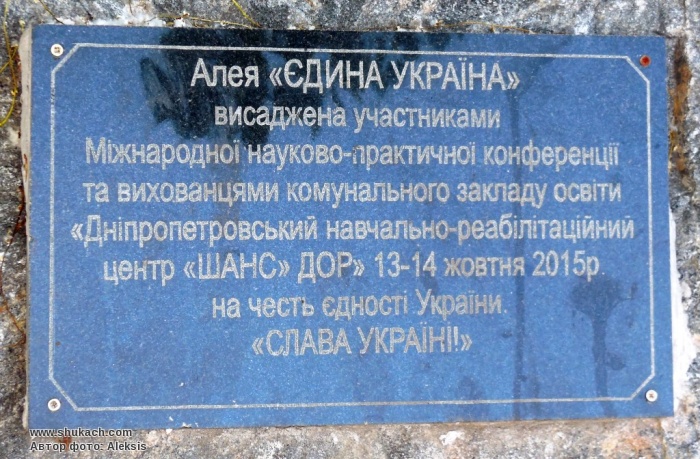 Алея «ЄДИНА УКРАЇНА»
висаджена участниками
Міжнародної науково-практичної конференції
та вихованцями комунального закладу освіти
«Дніпропетровський навчально-реабілітаційний
центр «ШАНС» ДОР» 13-14 жовтня 2015р.
на честь єдності України.
«СЛАВА УКРАЇНІ!»
www.shukach.com
Автор фото: Aleksis